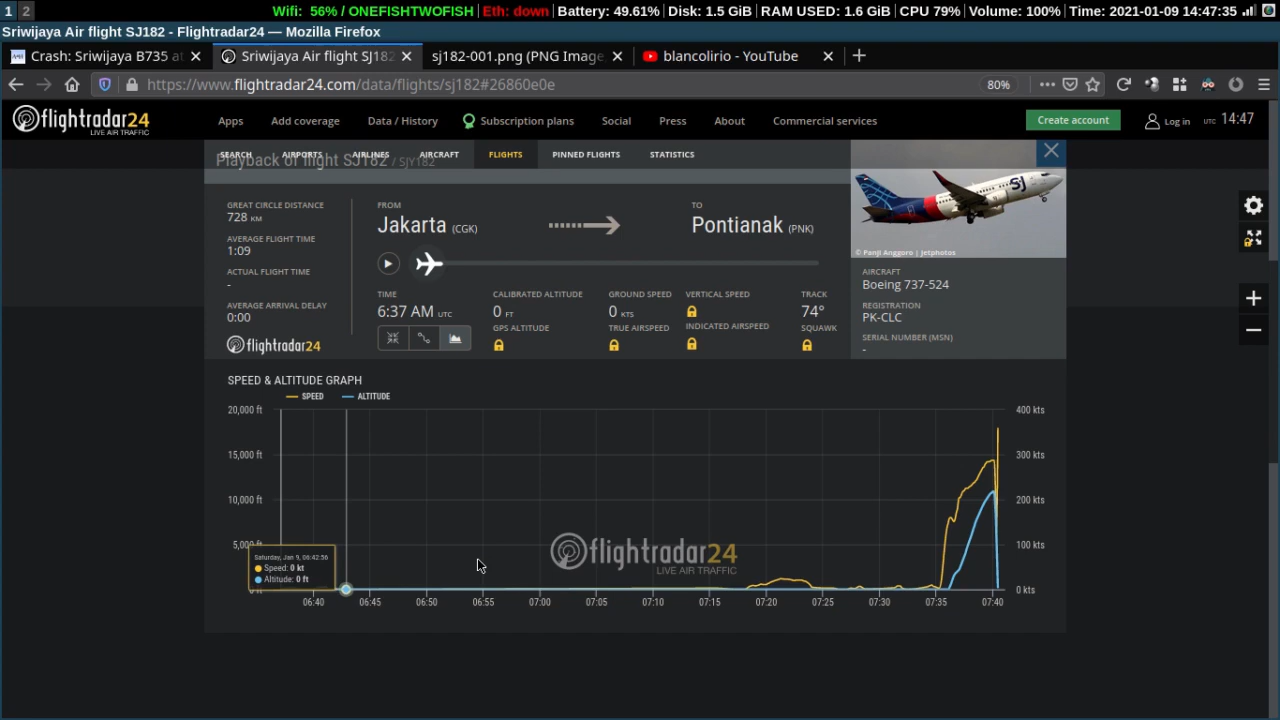 1 2 Wifi: 56% / ONEFISHTWOFISH Eth: down Battery: 49.61% Disk: 1.5 GiB RAM USED: 1.6 GiB CPU 79% Volume: 100% Time: 2021-01-09 14:47:35
Sriwijaya Air flight SJ182 - Flightradar24 — Mozilla Firefox
Crash: Sriwijaya B735 at Sriwijaya Air flight SJ182 sj182-001.png (PNG Image blancolirio - YouTube
https://www.flightradar24.com/data/flights/sj182#26860e0e 80%
flightradar24
LIVE AIR TRAFFIC
Apps Add coverage Data / History Subscription plans Social Press About Commercial services Create account Log in UTC 14:47
SEARCH AIRPORTS AIRLINES AIRCRAFT FLIGHTS PINNED FLIGHTS STATISTICS
Playback of flight SJ182 / SJY182
GREAT CIRCLE DISTANCE
728 KM
AVERAGE FLIGHT TIME
1:09
ACTUAL FLIGHT TIME
-
AVERAGE ARRIVAL DELAY
0:00
flightradar24
FROM
Jakarta (CGK)
TO
Pontianak (PNK)
TIME
6:37 AM UTC
CALIBRATED ALTITUDE
0 FT
GPS ALTITUDE
GROUND SPEED
0 KTS
TRUE AIRSPEED
VERTICAL SPEED
INDICATED AIRSPEED
TRACK
74°
SQUAWK
sj
© Panji Anggoro | Jetphotos
AIRCRAFT
Boeing 737-524
REGISTRATION
PK-CLC
SERIAL NUMBER (MSN)
-
SPEED & ALTITUDE GRAPH
SPEED ALTITUDE
20,000 ft 400 kts
15,000 ft 300 kts
10,000 ft 200 kts
5,000 ft 100 kts
0 ft 0 kts
Saturday, Jan 9, 06:42:56
Speed: 0 kt
Altitude: 0 ft
flightradar24
LIVE AIR TRAFFIC
06:40 06:45 06:50 06:55 07:00 07:05 07:10 07:15 07:20 07:25 07:30 07:35 07:40